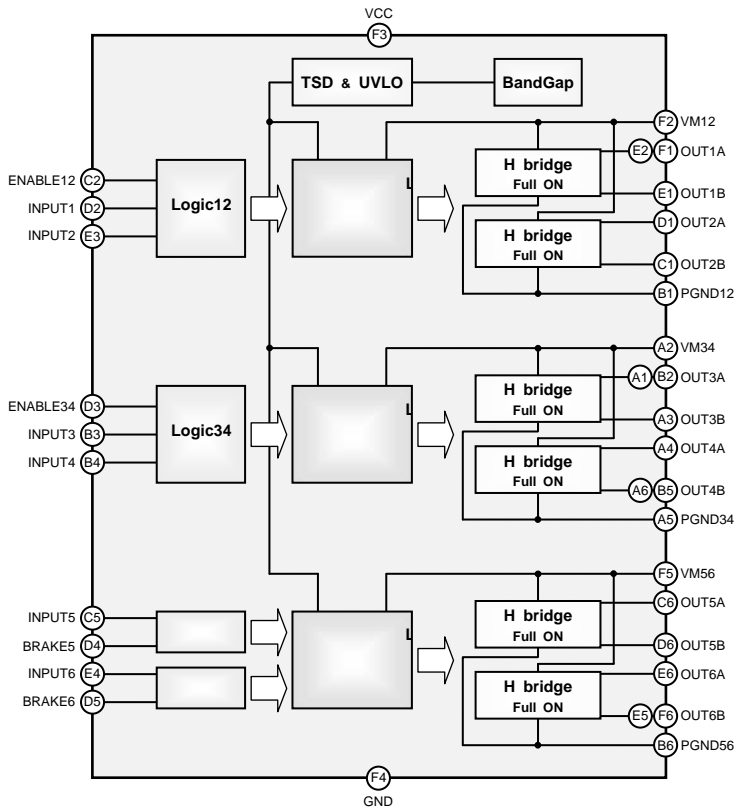 VCC
F3
TSD & UVLO
BandGap
F2 VM12
E2 F1 OUT1A
H bridge
Full ON
ENABLE12 C2
L
Logic12
INPUT1 D2
E1 OUT1B
INPUT2 E3
D1 OUT2A
H bridge
Full ON
C1 OUT2B
B1 PGND12
A2 VM34
A1 B2 OUT3A
H bridge
Full ON
ENABLE34 D3
L
Logic34
INPUT3 B3
A3 OUT3B
INPUT4 B4
A4 OUT4A
H bridge
Full ON
A6 B5 OUT4B
A5 PGND34
F5 VM56
C6 OUT5A
H bridge
Full ON
INPUT5 C5
L
BRAKE5 D4
D6 OUT5B
INPUT6 E4
E6 OUT6A
H bridge
Full ON
BRAKE6 D5
E5 F6 OUT6B
B6 PGND56
F4
GND